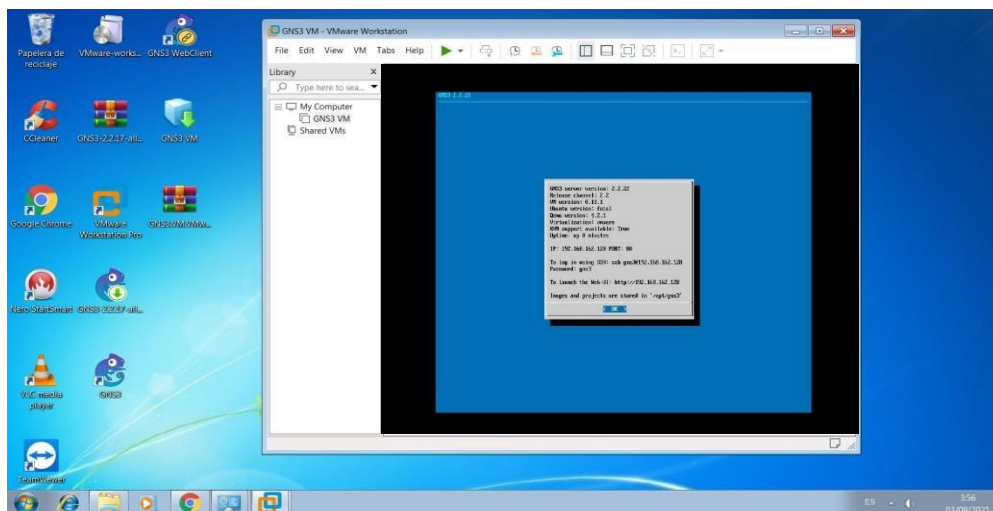 Papelera de
reciclaje
VMware-works...
GNS3 WebClient
CCleaner
GNS3-2.2.17-all...
GNS3 VM
Google Chrome
VMware
Workstation Pro
GNS3.VM.VMw...
Nero StartSmart
GNS3-2.2.17-all...
VLC media
player
GNS3
TeamViewer
GNS3 VM - VMware Workstation
File Edit View VM Tabs Help
Library X
Type here to sea...
My Computer
GNS3 VM
Shared VMs
GNS3 2.2.22
GNS3 server version: 2.2.22
Release channel: 2.2
VM version: 0.11.1
Ubuntu version: focal
Qemu version: 4.2.1
Virtualization: vmware
KVM support available: True
Uptime: up 0 minutes
IP: 192.168.162.128 PORT: 80
To log in using SSH: ssh gns3@192.168.162.128
Password: gns3
To launch the Web-Ui: http://192.168.162.128
Images and projects are stored in '/opt/gns3'
< OK >
ES
3:56
03/09/2021